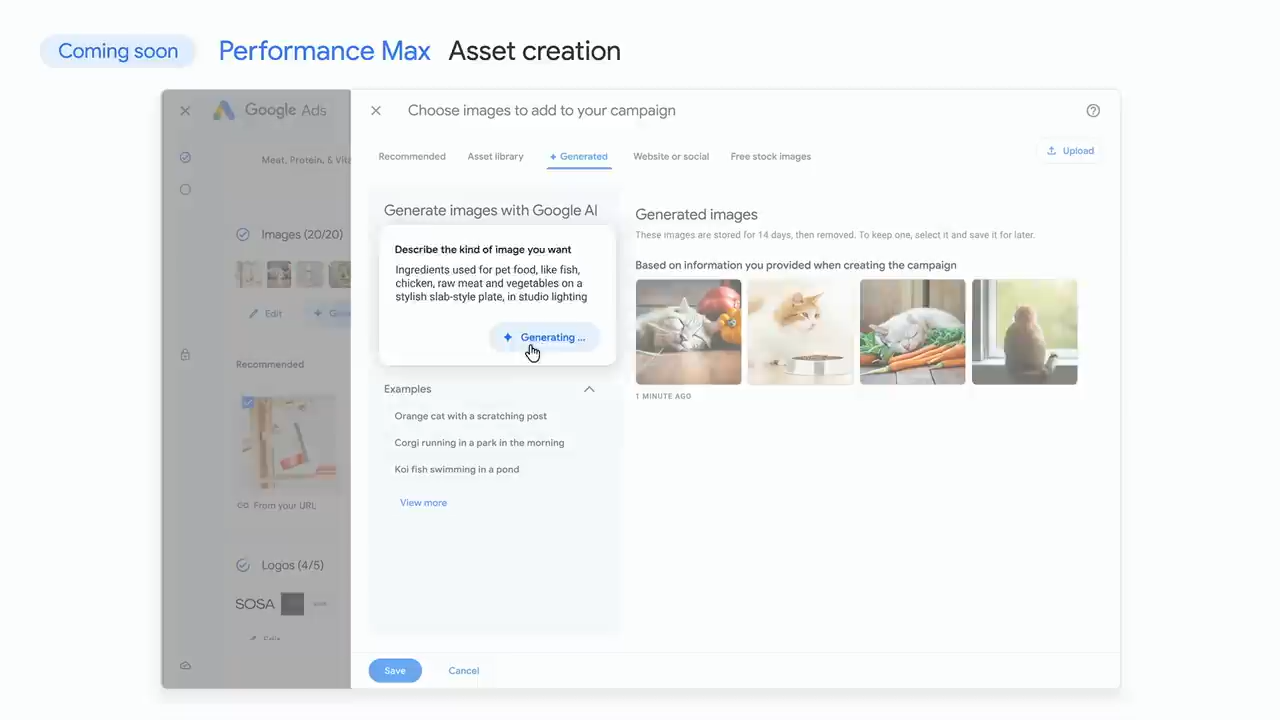 Coming soon
Performance Max Asset creation
Google Ads
Choose images to add to your campaign
Recommended
Asset library
Generated
Website or social
Free stock images
Upload
Meat, Protein, & Vita
Images (20/20)
Edit
Recommended
From your URL
Logos (4/5)
SOSA
Edit
Generate images with Google AI
Describe the kind of image you want
Ingredients used for pet food, like fish,
chicken, raw meat and vegetables on a
stylish slab-style plate, in studio lighting
Generating ...
Examples
Orange cat with a scratching post
Corgi running in a park in the morning
Koi fish swimming in a pond
View more
Generated images
These images are stored for 14 days, then removed. To keep one, select it and save it for later.
Based on information you provided when creating the campaign
1 MINUTE AGO
Save
Cancel